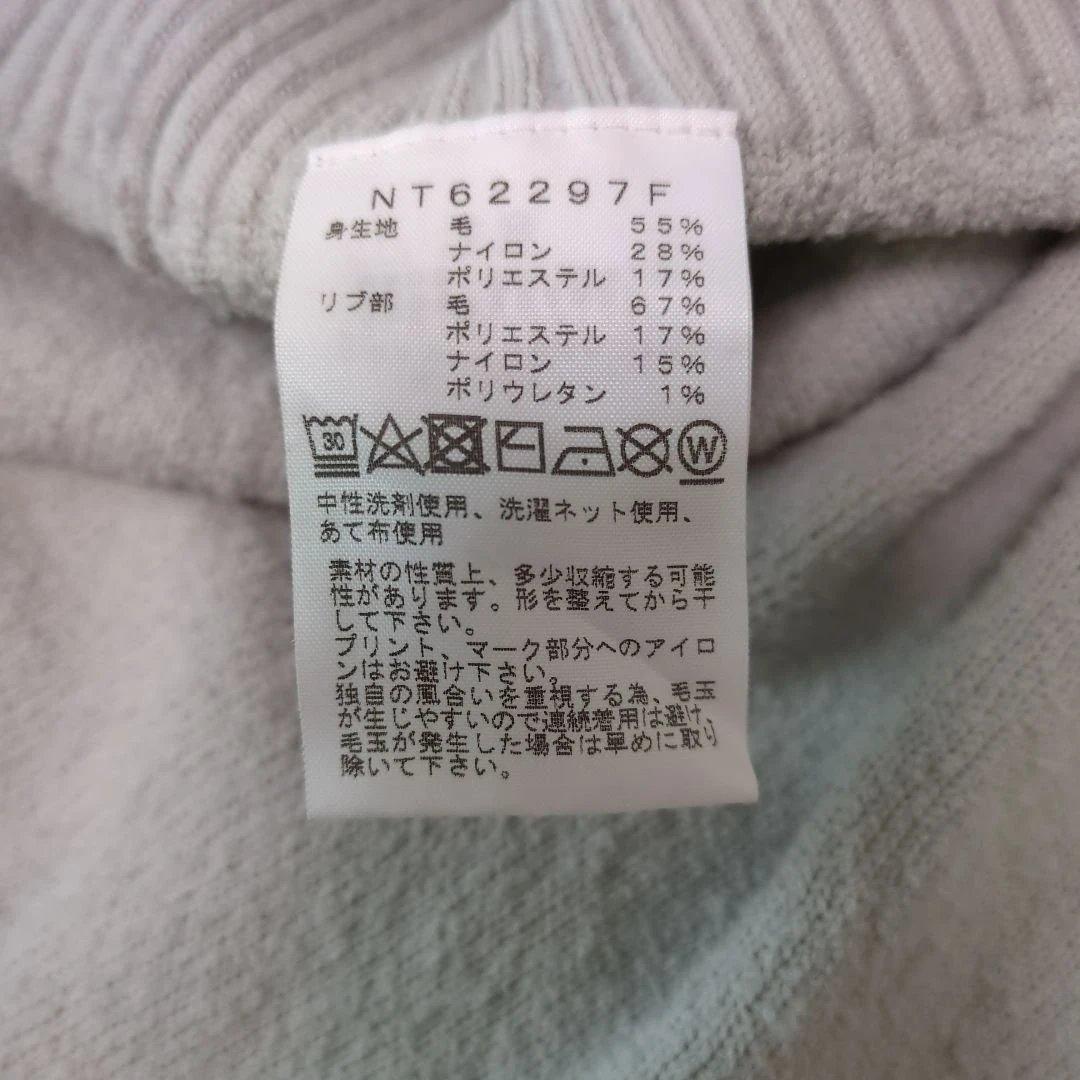 NT62297F
身生地 毛 55%
ナイロン 28%
ポリエステル 17%
リブ部 毛 67%
ポリエステル 17%
ナイロン 15%
ポリウレタン 1%
30 W
中性洗剤使用、洗濯ネット使用、
あて布使用
素材の性質上、多少収縮する可能
性があります。形を整えてから干
して下さい。
プリント、マーク部分へのアイロ
ンはお避け下さい。
独自の風合いを重視する為、毛玉
が生じやすいので連続着用は避け、
毛玉が発生した場合は早めに取り
除いて下さい。